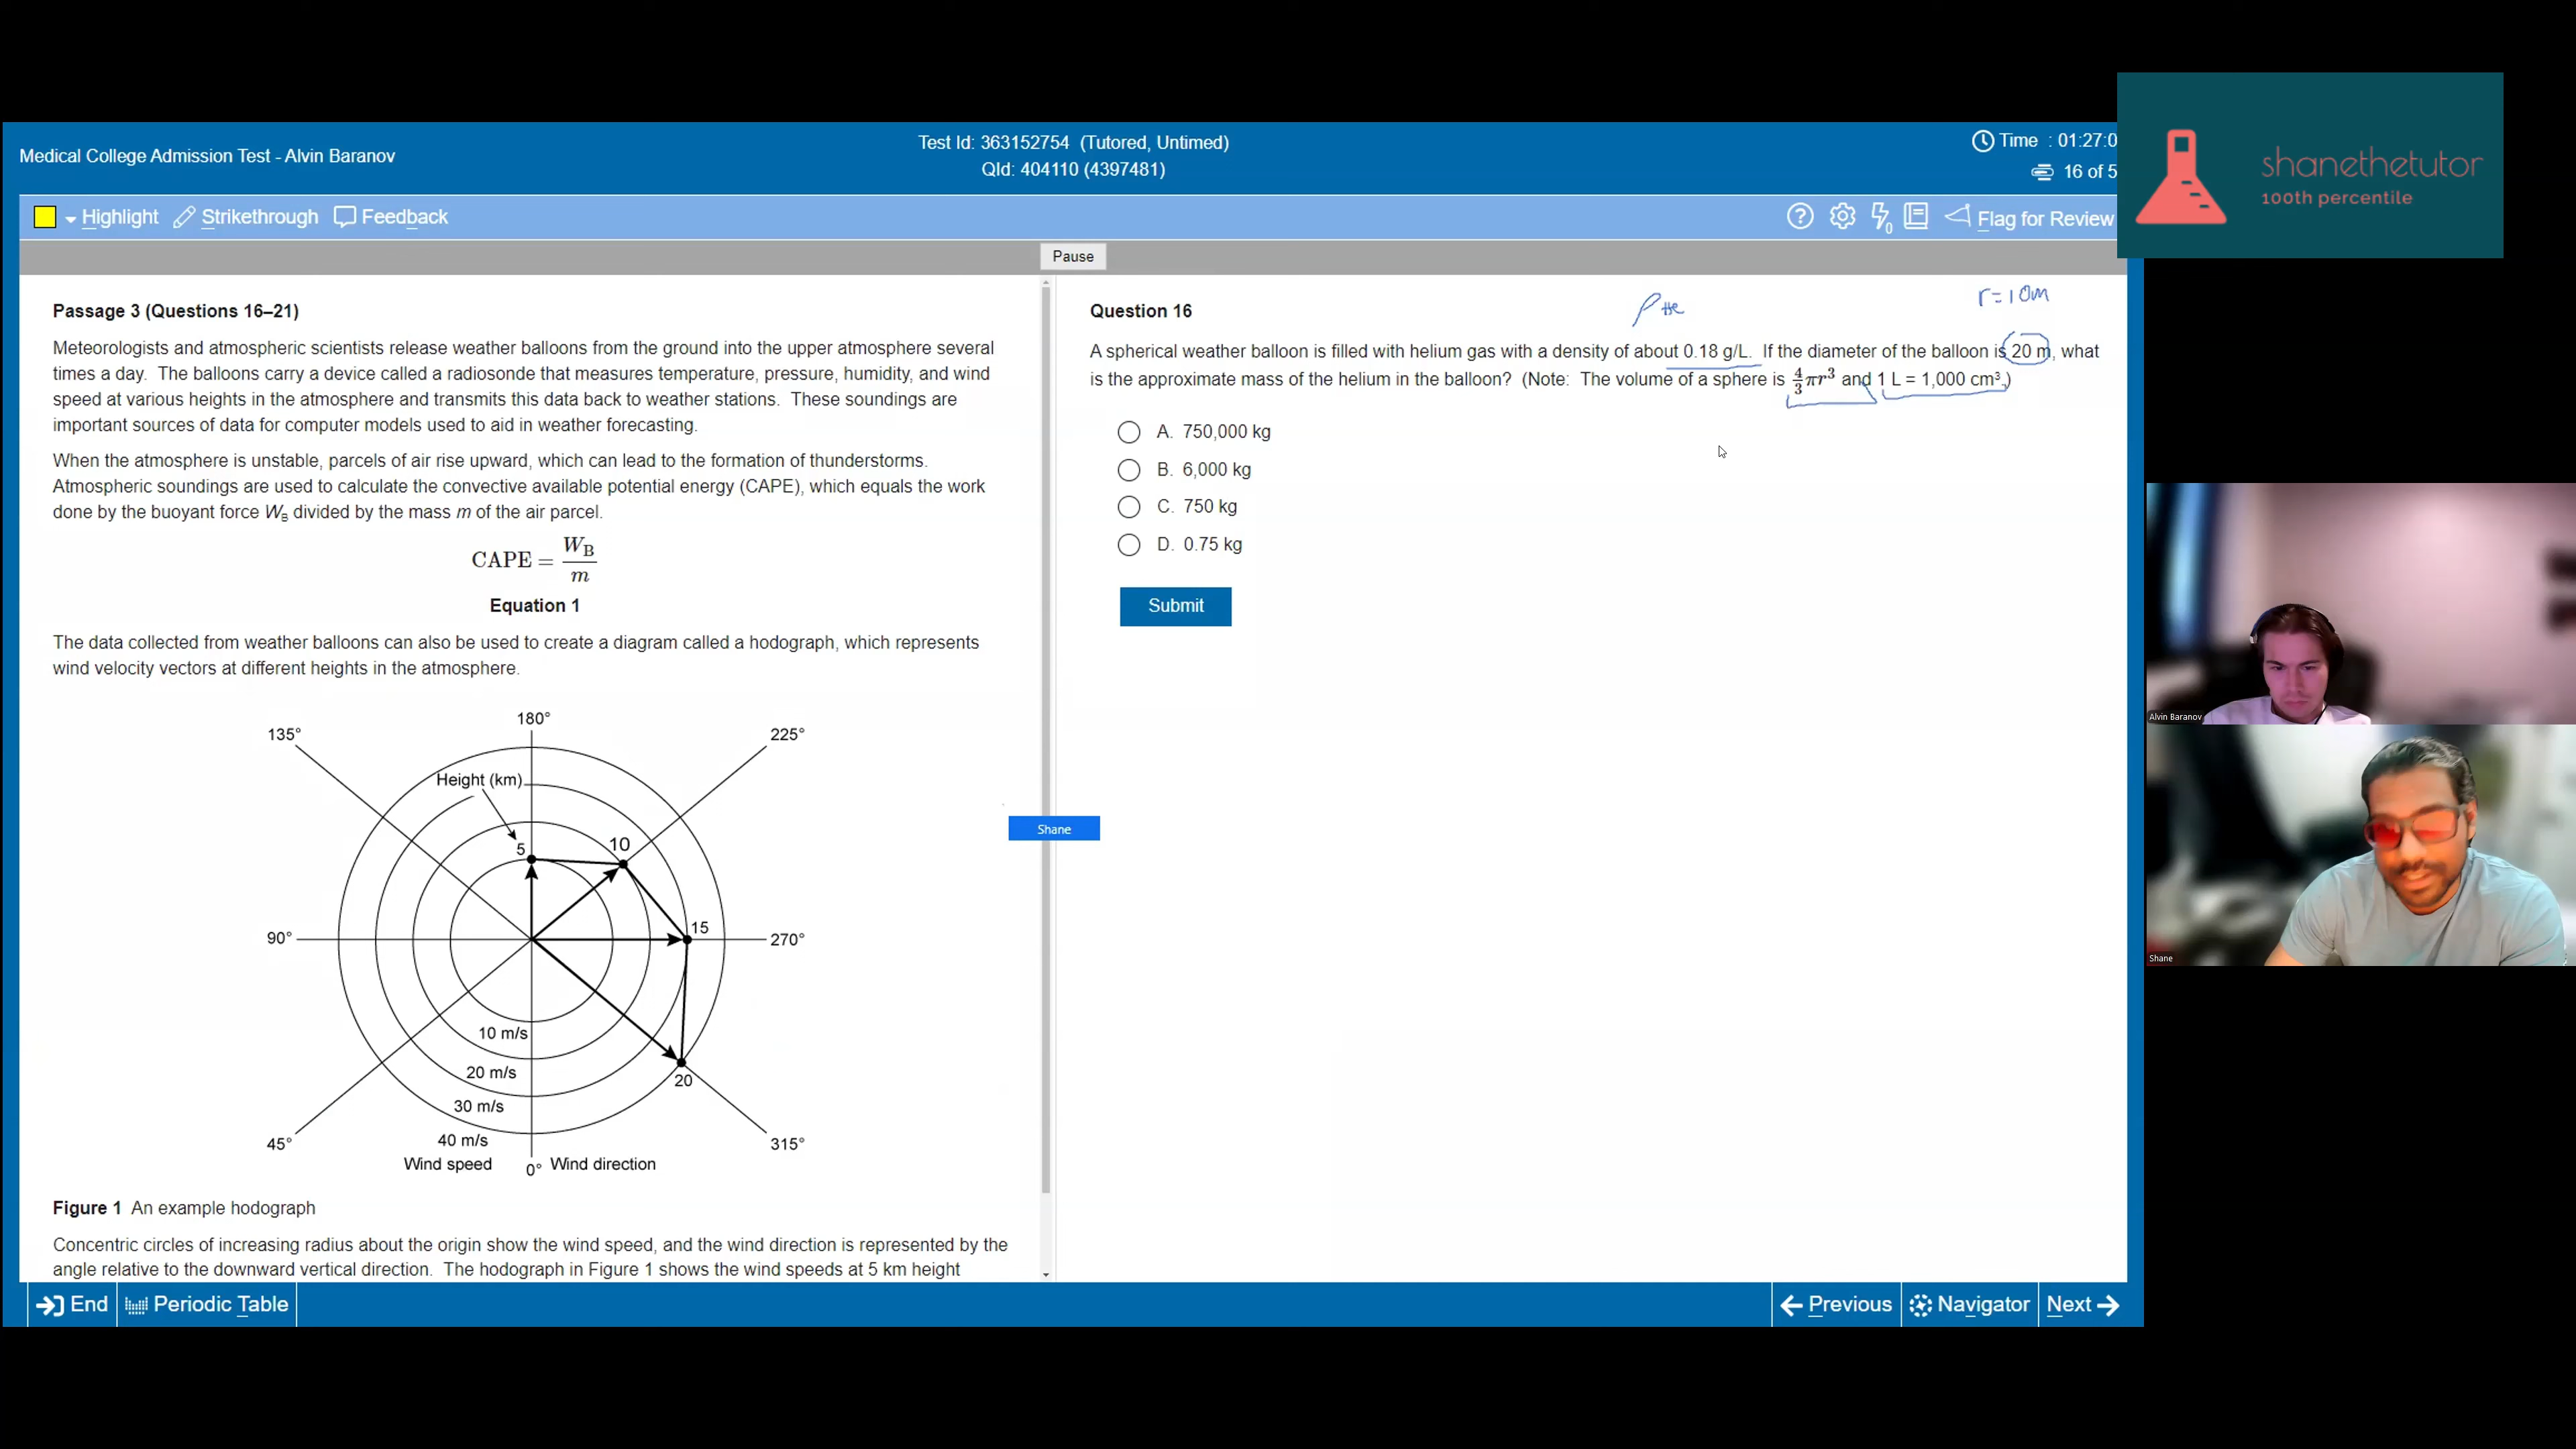 Medical College Admission Test - Alvin Baranov
Test Id: 363152754 (Tutored, Untimed)
QId: 404110 (4397481)
Time : 01:27:0
16 of 5
shanethetutor
100th percentile
Highlight Strikethrough Feedback
Flag for Review
Pause
Passage 3 (Questions 16–21)
Meteorologists and atmospheric scientists release weather balloons from the ground into the upper atmosphere several
times a day. The balloons carry a device called a radiosonde that measures temperature, pressure, humidity, and wind
speed at various heights in the atmosphere and transmits this data back to weather stations. These soundings are
important sources of data for computer models used to aid in weather forecasting.
When the atmosphere is unstable, parcels of air rise upward, which can lead to the formation of thunderstorms.
Atmospheric soundings are used to calculate the convective available potential energy (CAPE), which equals the work
done by the buoyant force W_B divided by the mass m of the air parcel.
CAPE = W_B / m
Equation 1
The data collected from weather balloons can also be used to create a diagram called a hodograph, which represents
wind velocity vectors at different heights in the atmosphere.
180°
135°
225°
Height (km)
5
10
15
90°
270°
10 m/s
20 m/s
20
30 m/s
40 m/s
45°
315°
Wind speed
0° Wind direction
Figure 1 An example hodograph
Concentric circles of increasing radius about the origin show the wind speed, and the wind direction is represented by the
angle relative to the downward vertical direction. The hodograph in Figure 1 shows the wind speeds at 5 km height
Question 16
ρHe
r=10m
A spherical weather balloon is filled with helium gas with a density of about 0.18 g/L. If the diameter of the balloon is 20 m, what
is the approximate mass of the helium in the balloon? (Note: The volume of a sphere is 4/3 πr³ and 1 L = 1,000 cm³.)
A. 750,000 kg
B. 6,000 kg
C. 750 kg
D. 0.75 kg
Submit
Shane
Alvin Baranov
Shane
End Periodic Table
Previous Navigator Next